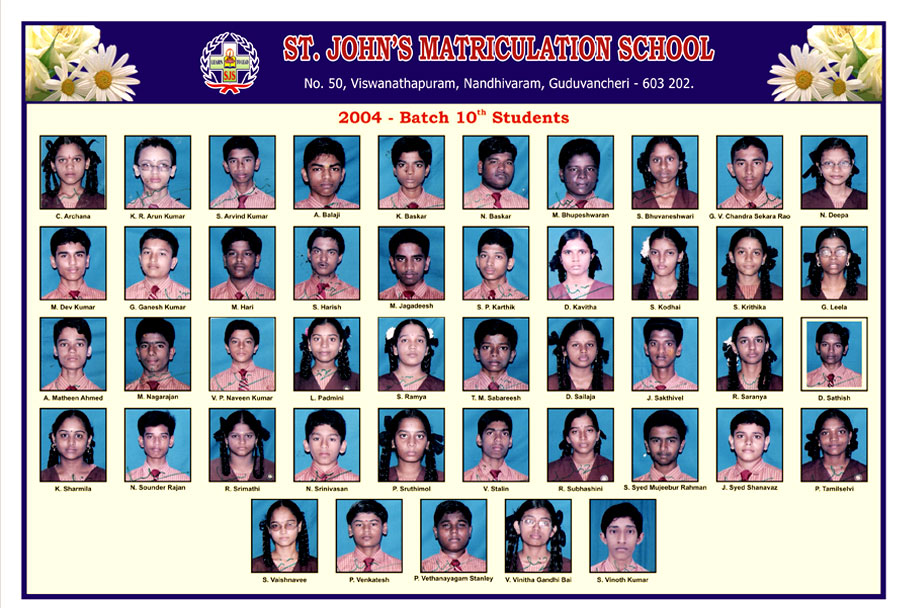 LEARN TO LEAD
SJS
ST. JOHN'S MATRICULATION SCHOOL
No. 50, Viswanathapuram, Nandhivaram, Guduvancheri - 603 202.
2004 - Batch 10th Students
C. Archana K. R. Arun Kumar S. Arvind Kumar A. Balaji K. Baskar N. Baskar M. Bhupeshwaran S. Bhuvaneshwari G. V. Chandra Sekara Rao N. Deepa
M. Dev Kumar G. Ganesh Kumar M. Hari S. Harish M. Jagadeesh S. P. Karthik D. Kavitha S. Kodhai S. Krithika G. Leela
A. Matheen Ahmed M. Nagarajan V. P. Naveen Kumar L. Padmini S. Ramya T. M. Sabareesh D. Sailaja J. Sakthivel R. Saranya D. Sathish
K. Sharmila N. Sounder Rajan R. Srimathi N. Srinivasan P. Sruthimol V. Stalin R. Subhashini S. Syed Mujeebur Rahman J. Syed Shanavaz P. Tamilselvi
S. Vaishnavee P. Venkatesh P. Vethanayagam Stanley V. Vinitha Gandhi Bai S. Vinoth Kumar